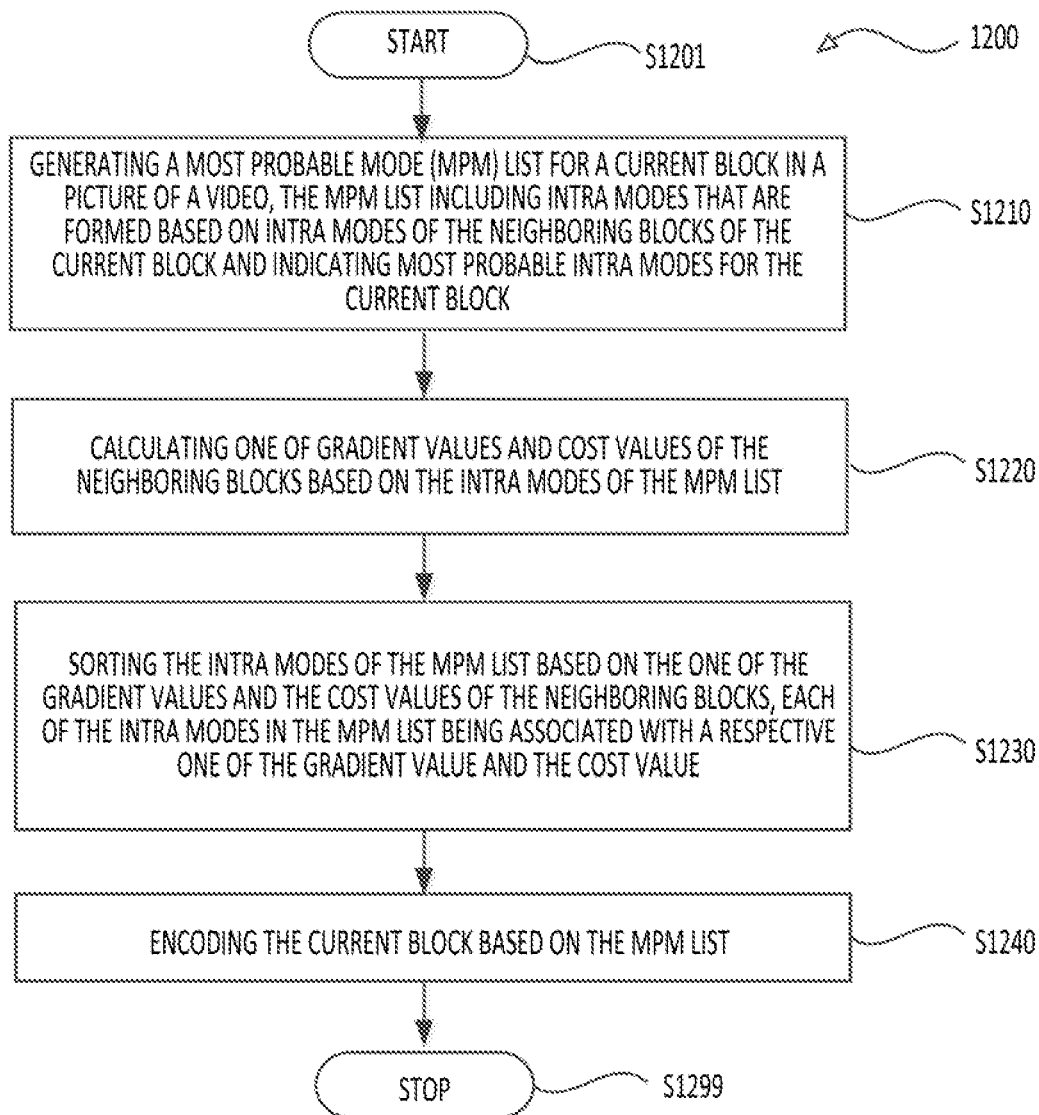 START
S1201
1200
GENERATING A MOST PROBABLE MODE (MPM) LIST FOR A CURRENT BLOCK IN A
PICTURE OF A VIDEO, THE MPM LIST INCLUDING INTRA MODES THAT ARE
FORMED BASED ON INTRA MODES OF THE NEIGHBORING BLOCKS OF THE
CURRENT BLOCK AND INDICATING MOST PROBABLE INTRA MODES FOR THE
CURRENT BLOCK
S1210
CALCULATING ONE OF GRADIENT VALUES AND COST VALUES OF THE
NEIGHBORING BLOCKS BASED ON THE INTRA MODES OF THE MPM LIST
S1220
SORTING THE INTRA MODES OF THE MPM LIST BASED ON THE ONE OF THE
GRADIENT VALUES AND THE COST VALUES OF THE NEIGHBORING BLOCKS, EACH
OF THE INTRA MODES IN THE MPM LIST BEING ASSOCIATED WITH A RESPECTIVE
ONE OF THE GRADIENT VALUE AND THE COST VALUE
S1230
ENCODING THE CURRENT BLOCK BASED ON THE MPM LIST
S1240
STOP
S1299